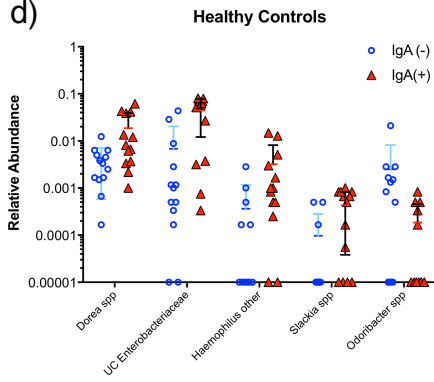 d)
Healthy Controls
IgA (-)
IgA(+)
Relative Abundance
1
0.1
0.01
0.001
0.0001
0.00001
Dorea spp
UC Enterobacteriaceae
Haemophilus other
Slackia spp
Odoribacter spp